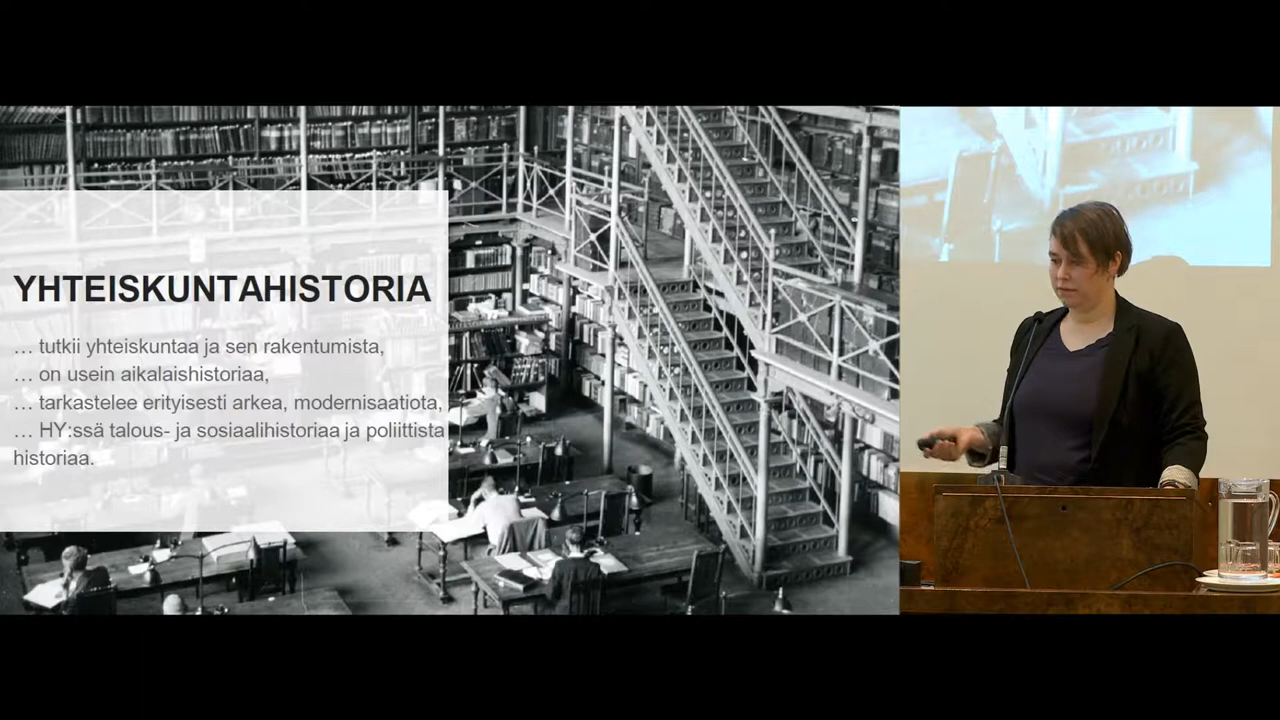 YHTEISKUNTAHISTORIA
… tutkii yhteiskuntaa ja sen rakentumista,
… on usein aikalaishistoriaa,
… tarkastelee erityisesti arkea, modernisaatiota,
… HY:ssä talous- ja sosiaalihistoriaa ja poliittista
historiaa.